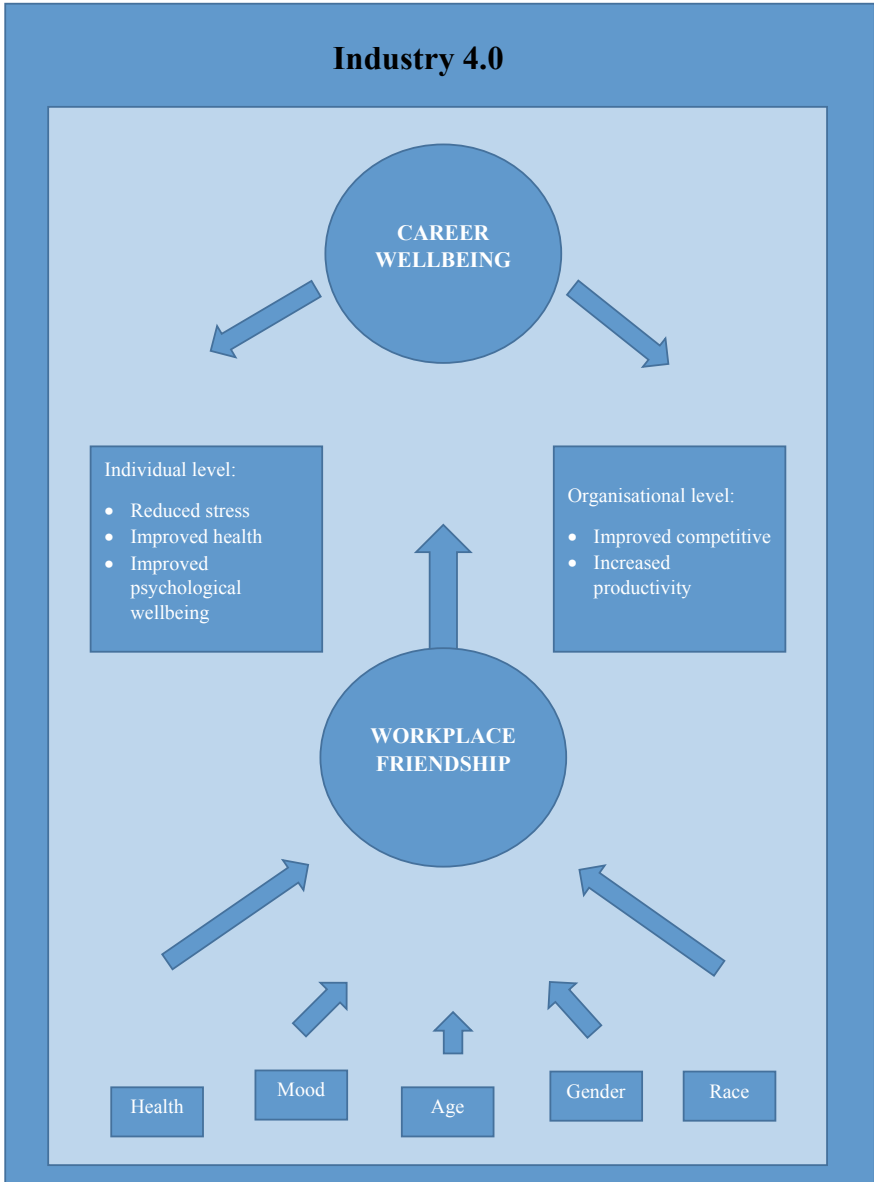 Industry 4.0
CAREER
WELLBEING
Individual level:
• Reduced stress
• Improved health
• Improved
psychological
wellbeing
Organisational level:
• Improved competitive
• Increased
productivity
WORKPLACE
FRIENDSHIP
Health
Mood
Age
Gender
Race